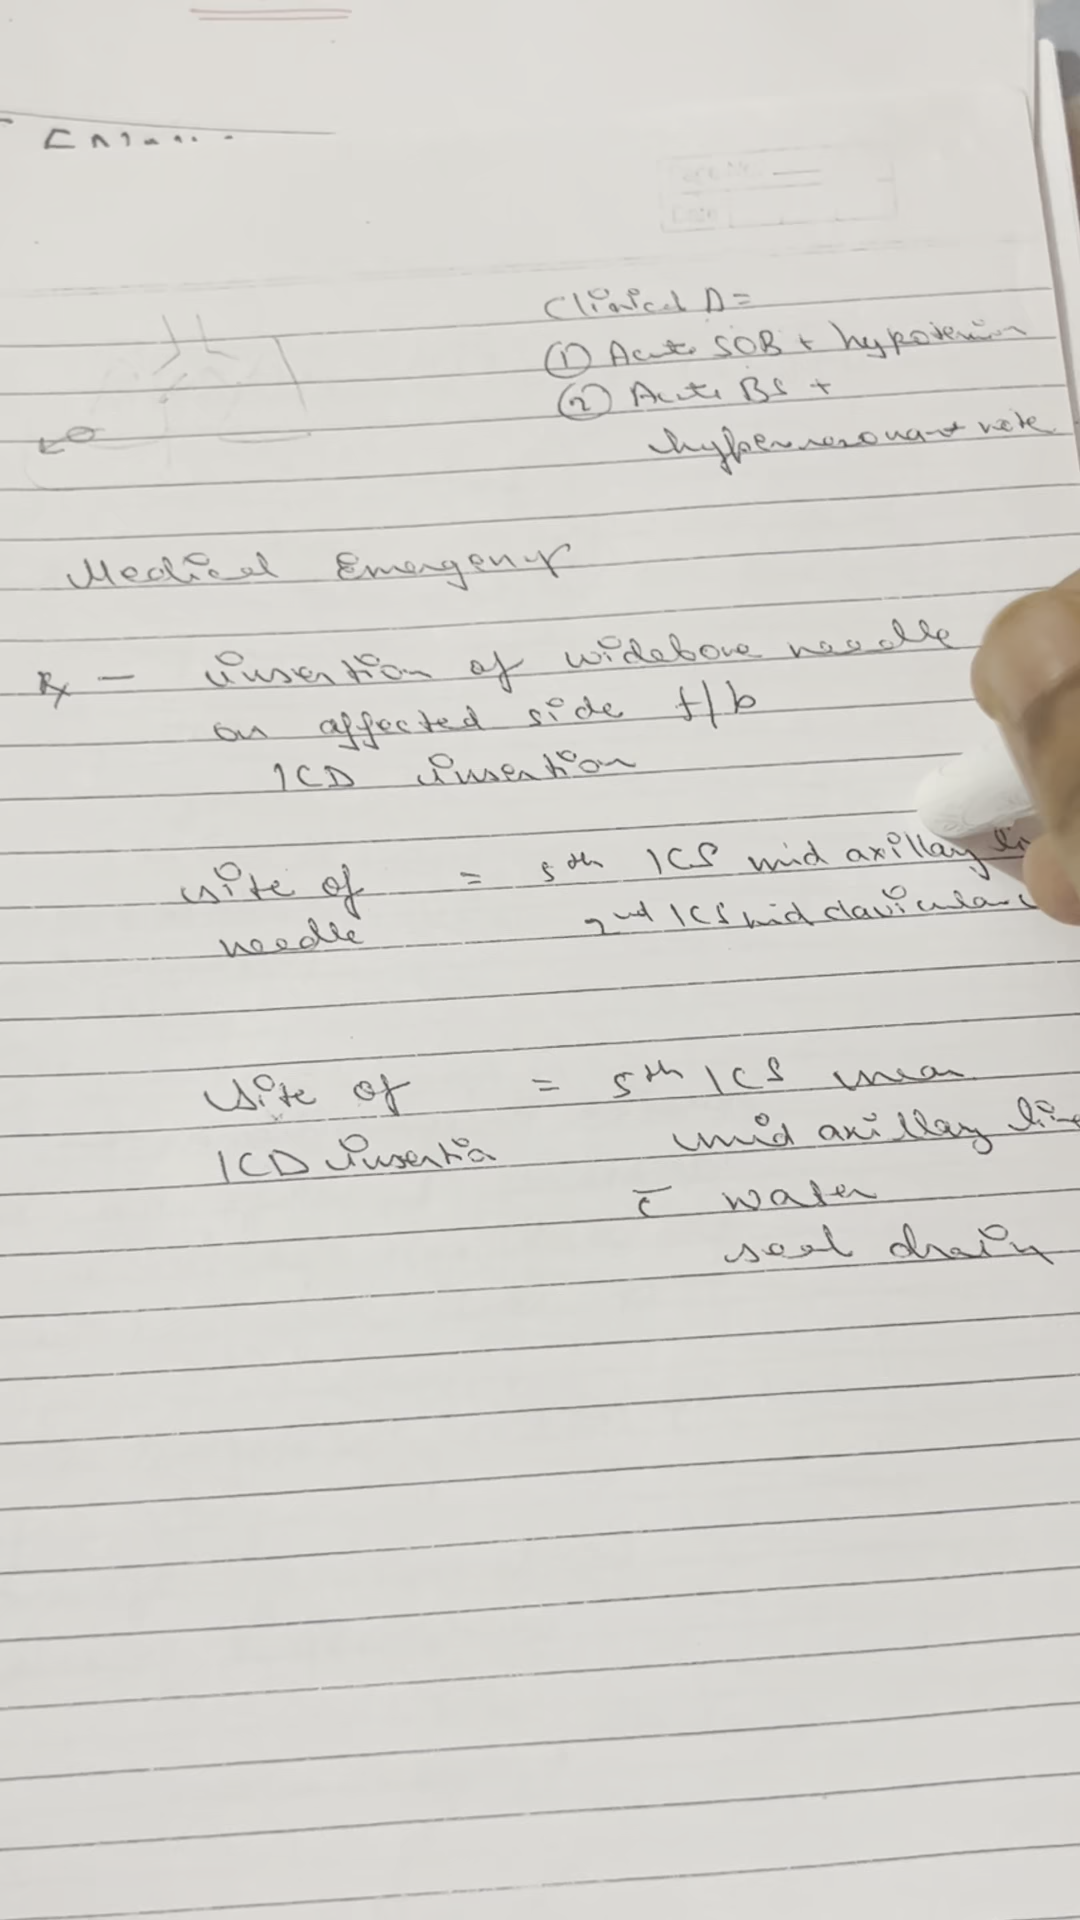 Clinical D=
① Acute SOB + hypotension
② Acute BS +
hyperresonant note
Medical Emergency
Rx – insertion of widebore needle
on affected side f/b
ICD insertion
site of = 5th ICS mid axillay
needle 2nd ICS mid clavicular
Site of = 5th ICS near
ICD insertion mid axillay line
c̄ water
seal drain